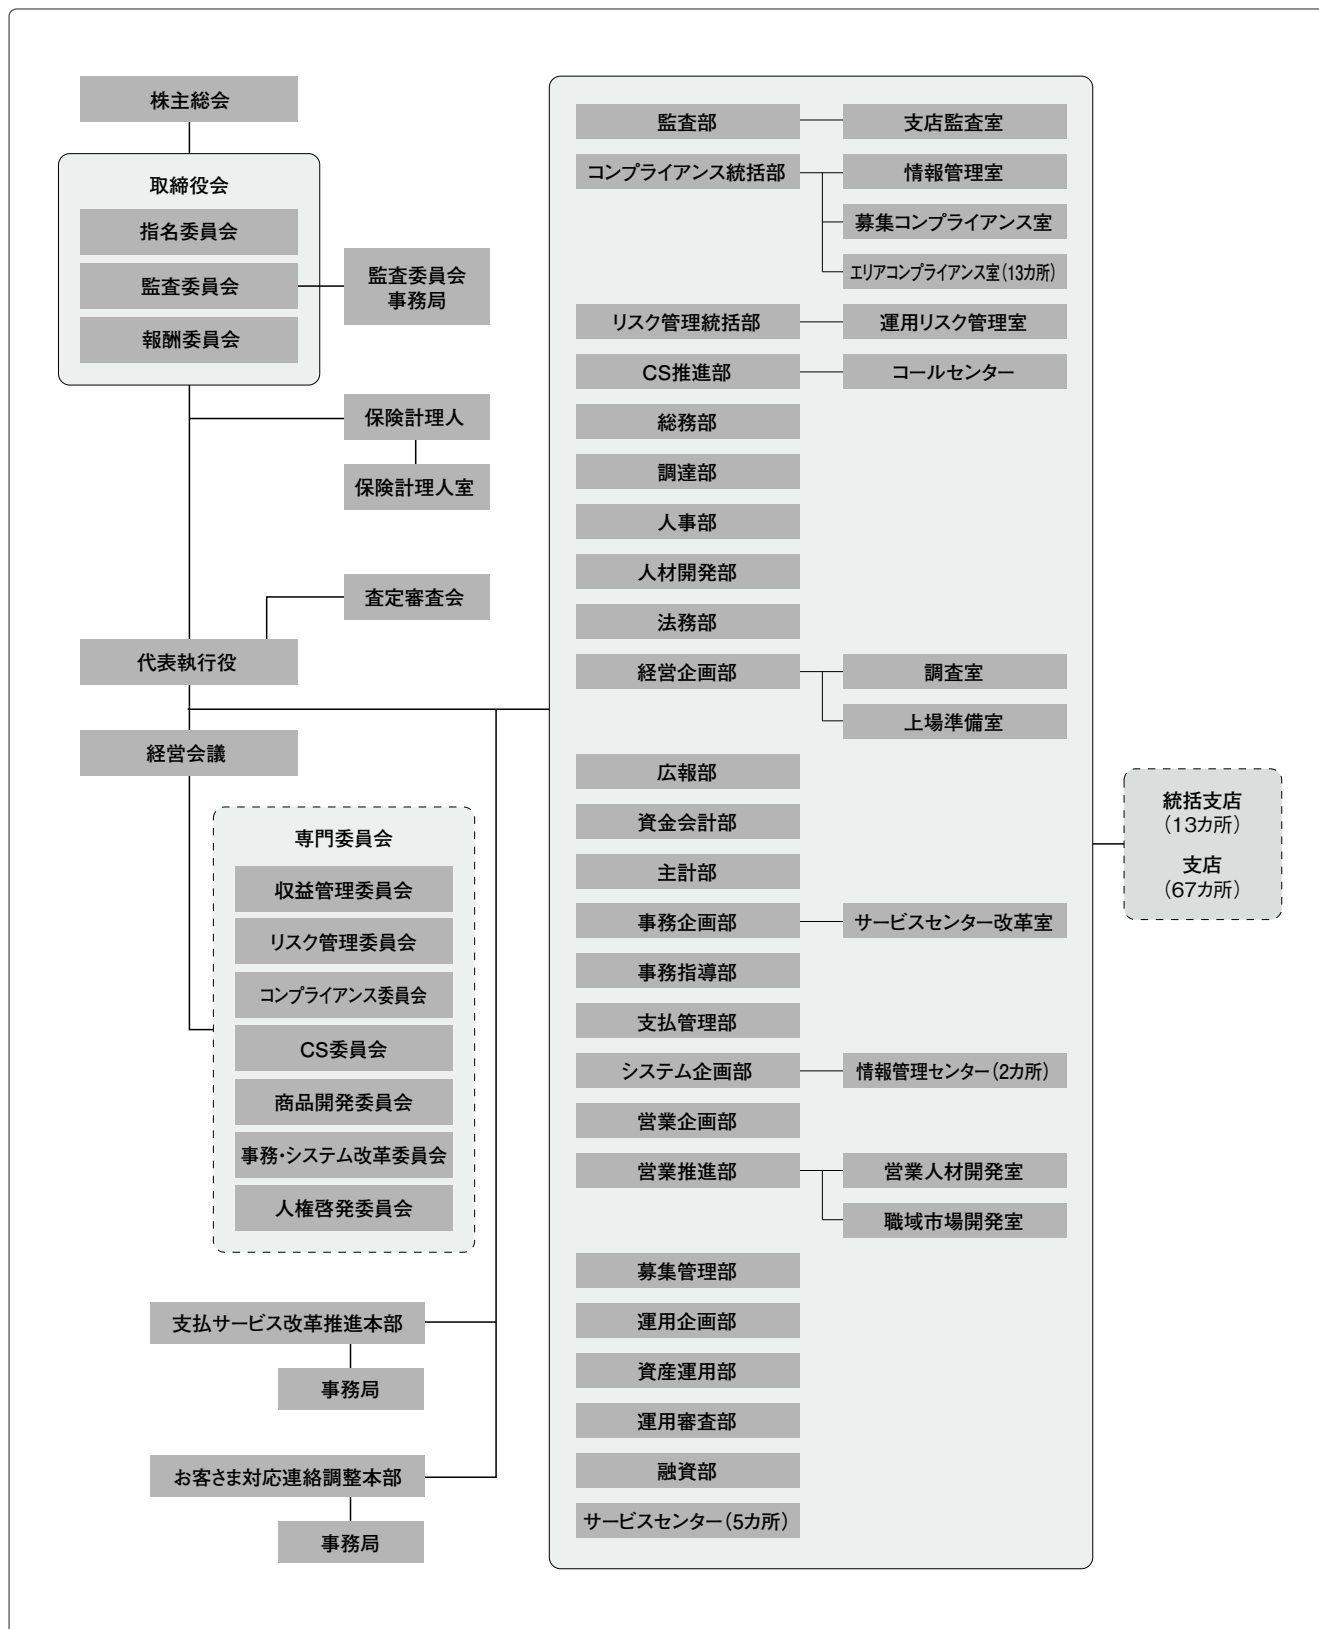 株主総会
取締役会
指名委員会
監査委員会
報酬委員会
監査委員会
事務局
保険計理人
保険計理人室
査定審査会
代表執行役
経営会議
専門委員会
収益管理委員会
リスク管理委員会
コンプライアンス委員会
CS委員会
商品開発委員会
事務・システム改革委員会
人権啓発委員会
支払サービス改革推進本部
事務局
お客さま対応連絡調整本部
事務局
監査部
支店監査室
コンプライアンス統括部
情報管理室
募集コンプライアンス室
エリアコンプライアンス室(13カ所)
リスク管理統括部
運用リスク管理室
CS推進部
コールセンター
総務部
調達部
人事部
人材開発部
法務部
経営企画部
調査室
上場準備室
広報部
資金会計部
主計部
事務企画部
サービスセンター改革室
事務指導部
支払管理部
システム企画部
情報管理センター(2カ所)
営業企画部
営業推進部
営業人材開発室
職域市場開発室
募集管理部
運用企画部
資産運用部
運用審査部
融資部
サービスセンター(5カ所)
統括支店
(13カ所)
支店
(67カ所)